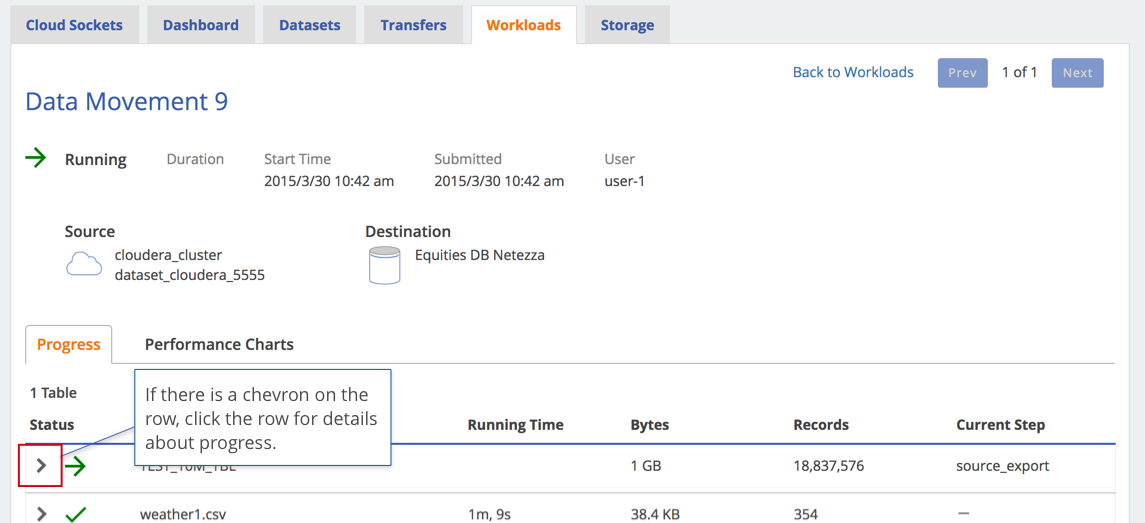 Cloud Sockets Dashboard Datasets Transfers Workloads Storage
Back to Workloads Prev 1 of 1 Next
Data Movement 9
Running Duration Start Time Submitted User
2015/3/30 10:42 am 2015/3/30 10:42 am user-1
Source Destination
cloudera_cluster Equities DB Netezza
dataset_cloudera_5555
Progress Performance Charts
1 Table
If there is a chevron on the
row, click the row for details
about progress.
Status Running Time Bytes Records Current Step
TEST_10M_TBL 1 GB 18,837,576 source_export
weather1.csv 1m, 9s 38.4 KB 354 —